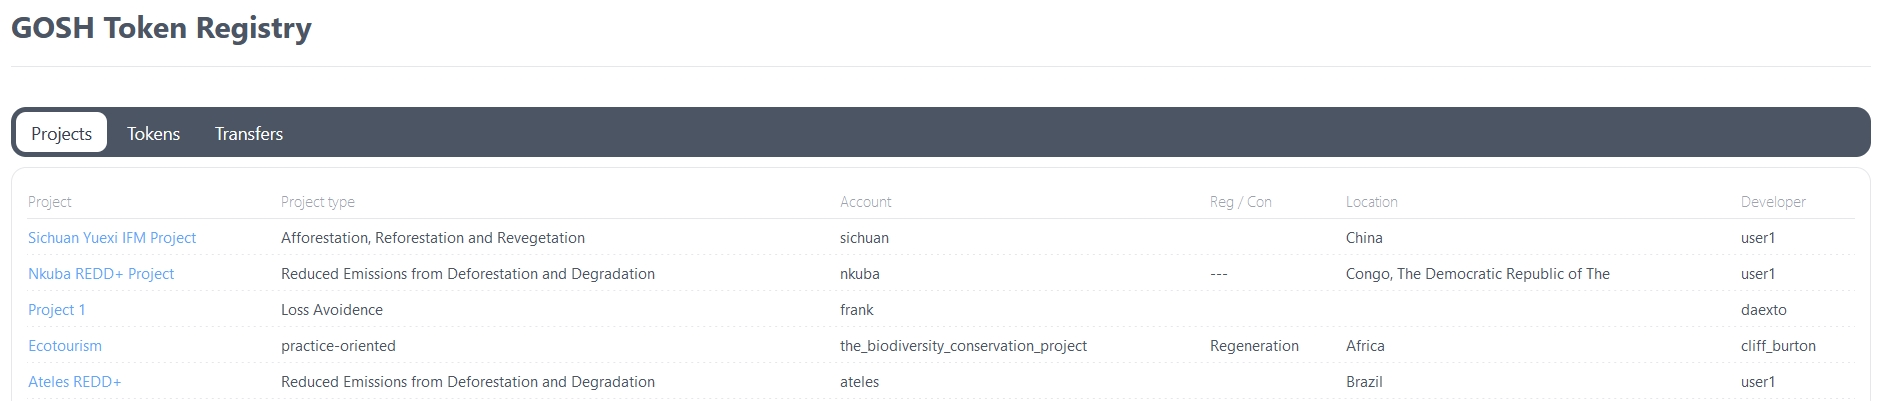 GOSH Token Registry
Projects Tokens Transfers
Project Project type Account Reg / Con Location Developer
Sichuan Yuexi IFM Project Afforestation, Reforestation and Revegetation sichuan China user1
Nkuba REDD+ Project Reduced Emissions from Deforestation and Degradation nkuba --- Congo, The Democratic Republic of The user1
Project 1 Loss Avoidence frank daexto
Ecotourism practice-oriented the_biodiversity_conservation_project Regeneration Africa cliff_burton
Ateles REDD+ Reduced Emissions from Deforestation and Degradation ateles Brazil user1